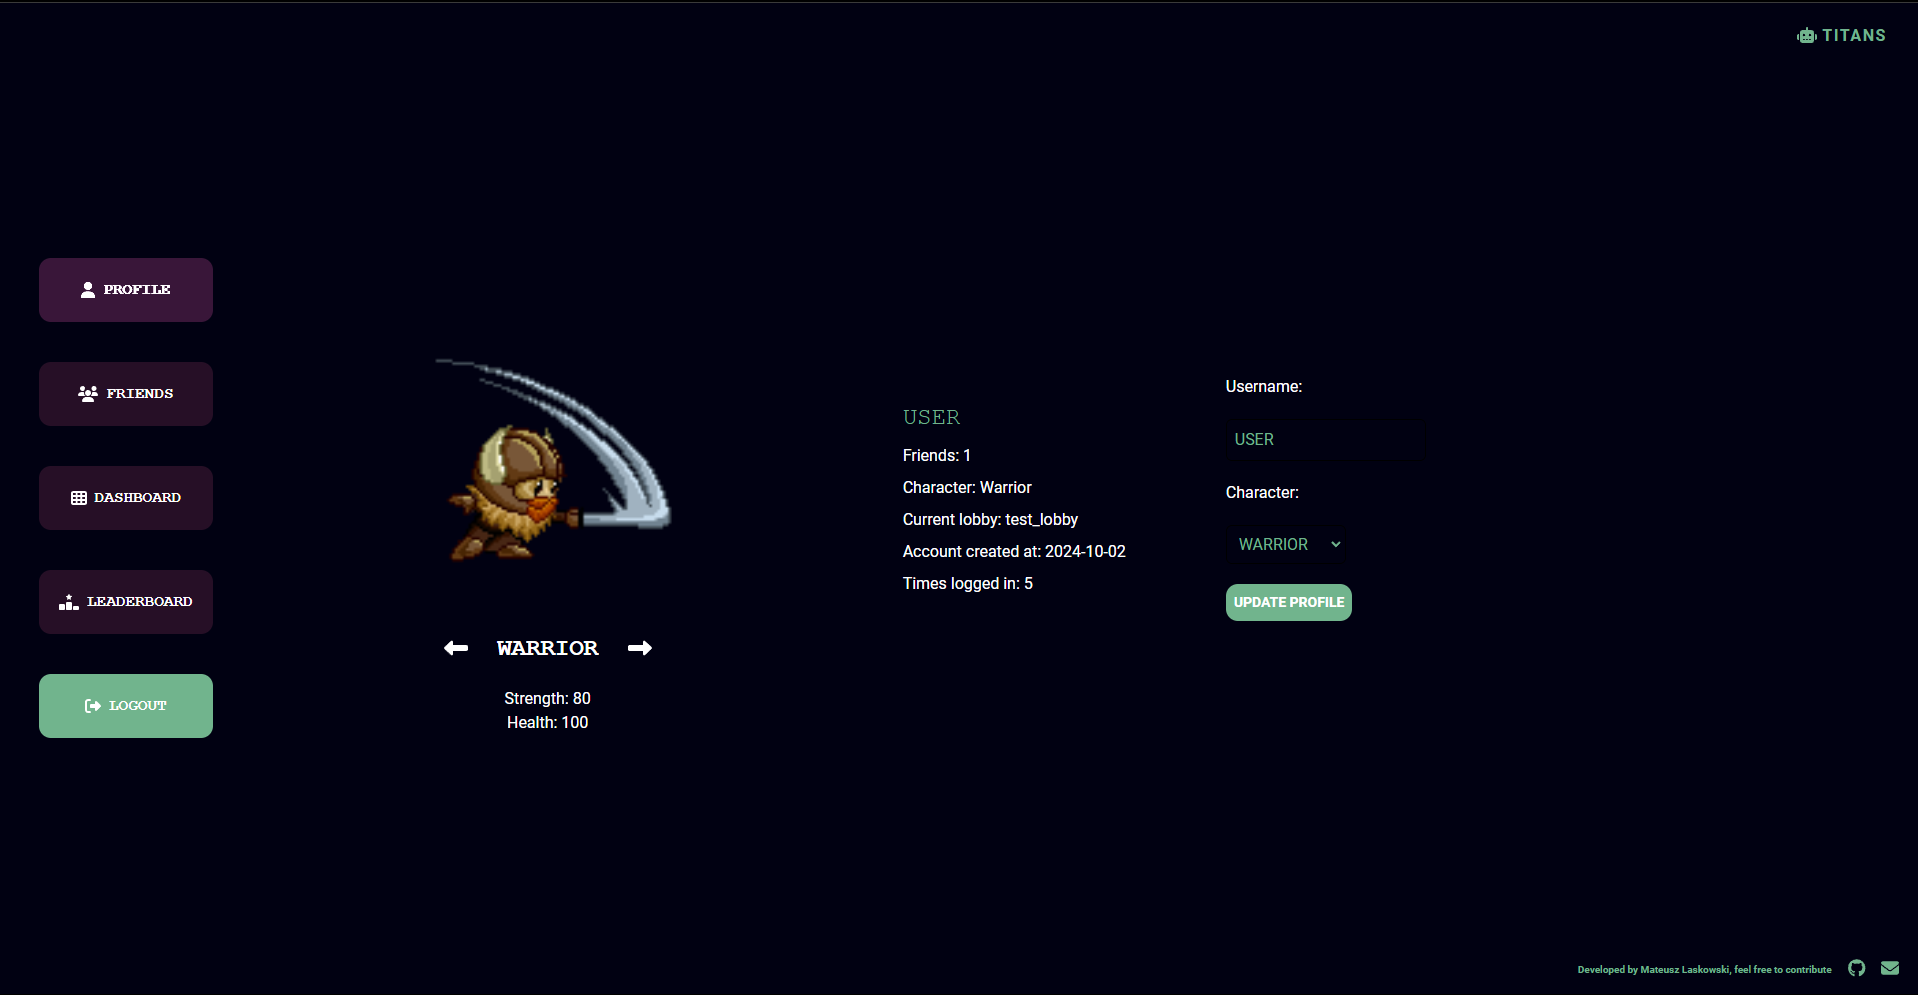 TITANS
PROFILE
FRIENDS
DASHBOARD
LEADERBOARD
LOGOUT
WARRIOR
Strength: 80
Health: 100
USER
Friends: 1
Character: Warrior
Current lobby: test_lobby
Account created at: 2024-10-02
Times logged in: 5
Username:
USER
Character:
WARRIOR
UPDATE PROFILE
Developed by Mateusz Laskowski, feel free to contribute